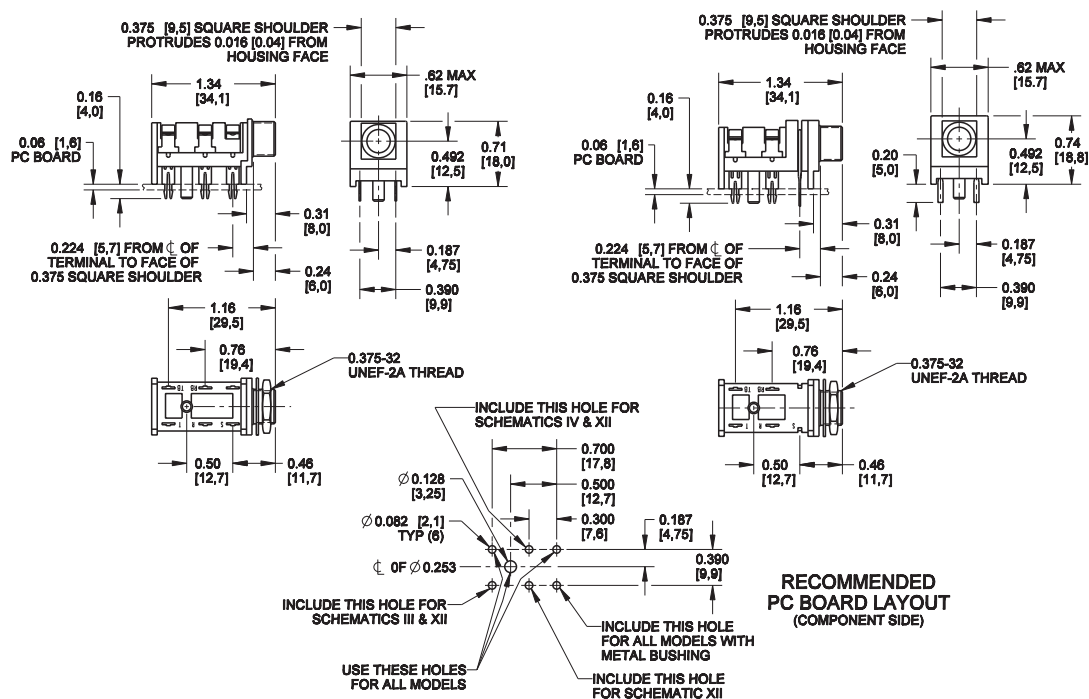 0.375 [9,5] SQUARE SHOULDER
PROTRUDES 0.016 [0.04] FROM
HOUSING FACE
1.34
[34,1]
.62 MAX
[15.7]
0.16
[4,0]
0.06 [1,6]
PC BOARD
0.71
[18,0]
0.492
[12,5]
0.31
[8,0]
0.224 [5,7] FROM ℄ OF
TERMINAL TO FACE OF
0.375 SQUARE SHOULDER
0.187
[4,75]
0.24
[6,0]
0.390
[9,9]
1.16
[29,5]
0.76
[19,4]
0.375-32
UNEF-2A THREAD
TB RB
T R S
0.50
[12,7]
0.46
[11,7]
0.375 [9,5] SQUARE SHOULDER
PROTRUDES 0.016 [0.04] FROM
HOUSING FACE
1.34
[34,1]
.62 MAX
[15.7]
0.16
[4,0]
0.06 [1,6]
PC BOARD
0.20
[5,0]
0.74
[18,8]
0.492
[12,5]
0.31
[8,0]
0.224 [5,7] FROM ℄ OF
TERMINAL TO FACE OF
0.375 SQUARE SHOULDER
0.187
[4,75]
0.24
[6,0]
0.390
[9,9]
1.16
[29,5]
0.76
[19,4]
0.375-32
UNEF-2A THREAD
TB RB
T R S
0.50
[12,7]
0.46
[11,7]
INCLUDE THIS HOLE FOR
SCHEMATICS IV & XII
0.700
[17,8]
Ø 0.128
[3,25]
0.500
[12,7]
Ø 0.082 [2,1]
TYP (6)
0.300
[7,6]
0.187
[4,75]
℄ OF Ø 0.253
0.390
[9,9]
INCLUDE THIS HOLE FOR
SCHEMATICS III & XII
INCLUDE THIS HOLE
FOR ALL MODELS WITH
METAL BUSHING
USE THESE HOLES
FOR ALL MODELS
INCLUDE THIS HOLE
FOR SCHEMATIC XII
RECOMMENDED
PC BOARD LAYOUT
(COMPONENT SIDE)